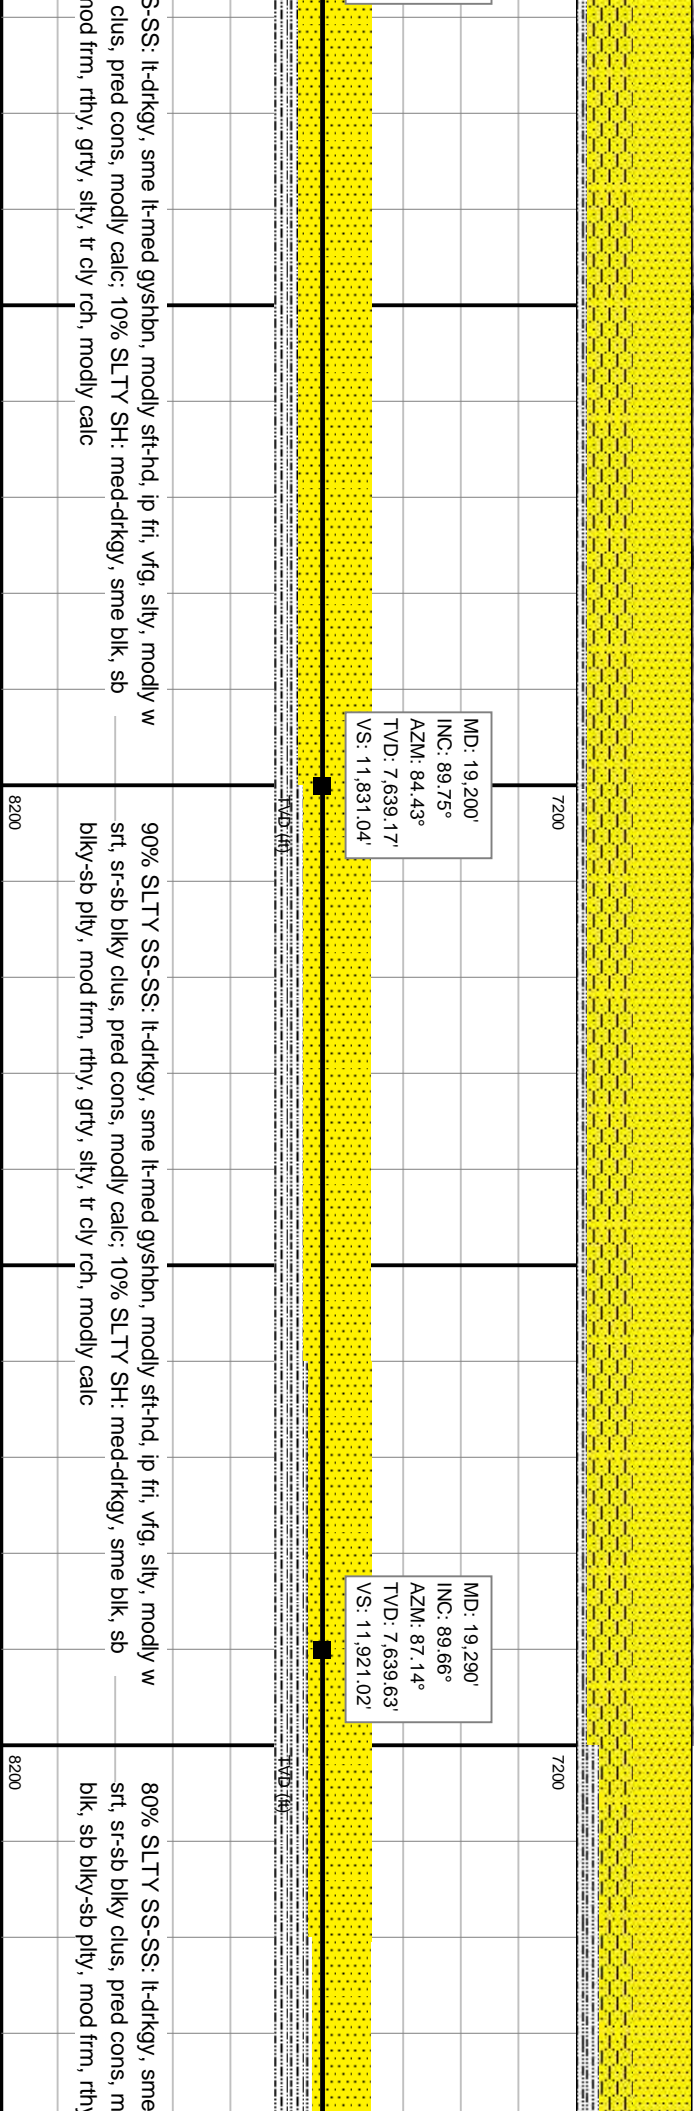 S-SS: lt-drkgy, sme lt-med gyshbn, modly sft-hd, ip fri, vfg, slty, modly w
clus, pred cons, modly calc; 10% SLTY SH: med-drkgy, sme blk, sb
mod frm, rthy, grty, slty, tr cly rch, modly calc
MD: 19,200'
INC: 89.75°
AZM: 84.43°
TVD: 7,639.17'
VS: 11,831.04'
7200
TVD (ft)
8200
90% SLTY SS-SS: lt-drkgy, sme lt-med gyshbn, modly sft-hd, ip fri, vfg, slty, modly w
srt, sr-sb blky clus, pred cons, modly calc; 10% SLTY SH: med-drkgy, sme blk, sb
blky-sb plty, mod frm, rthy, grty, slty, tr cly rch, modly calc
MD: 19,290'
INC: 89.66°
AZM: 87.14°
TVD: 7,639.63'
VS: 11,921.02'
7200
TVD (ft)
8200
80% SLTY SS-SS: lt-drkgy, sme
srt, sr-sb blky clus, pred cons, m
blk, sb blky-sb plty, mod frm, rthy